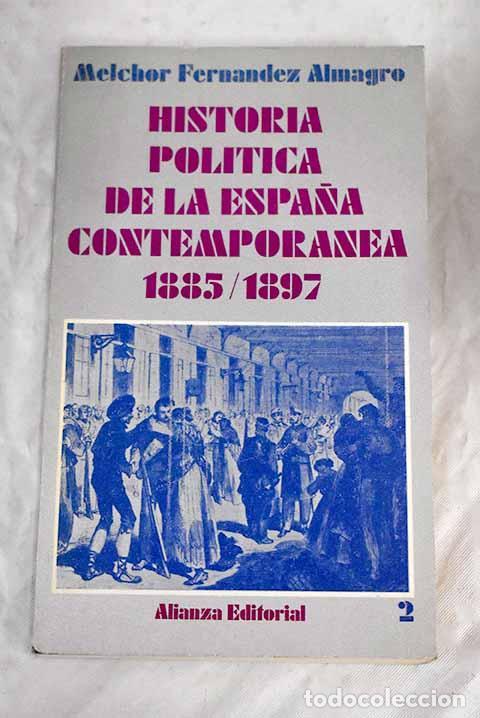 Melchor Fernandez Almagro
HISTORIA
POLITICA
DE LA ESPAÑA
CONTEMPORANEA
1885/1897
Alianza Editorial
2
todocoleccion